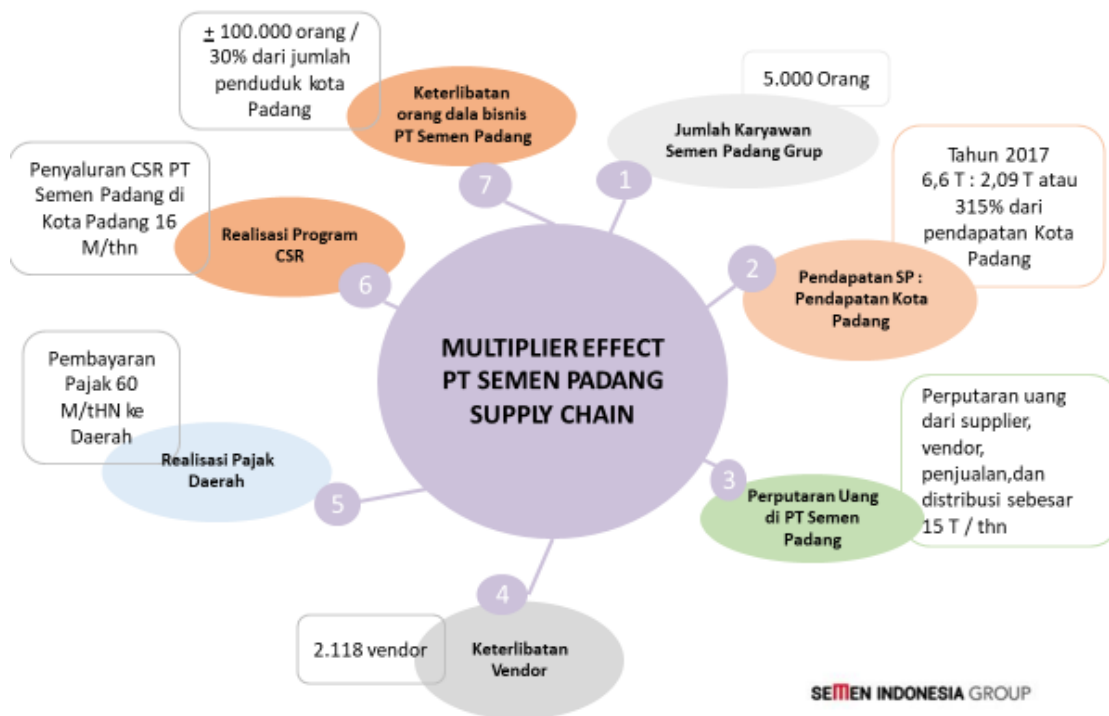 ± 100.000 orang /
30% dari jumlah
penduduk kota
Padang
Keterlibatan
orang dala bisnis
PT Semen Padang
7
5.000 Orang
Jumlah Karyawan
Semen Padang Grup
1
Tahun 2017
6,6 T : 2,09 T atau
315% dari
pendapatan Kota
Padang
2
Pendapatan SP :
Pendapatan Kota
Padang
Penyaluran CSR PT
Semen Padang di
Kota Padang 16
M/thn
Realisasi Program
CSR
6
MULTIPLIER EFFECT
PT SEMEN PADANG
SUPPLY CHAIN
Pembayaran
Pajak 60
M/tHN ke
Daerah
Realisasi Pajak
Daerah
5
Perputaran uang
dari supplier,
vendor,
penjualan,dan
distribusi sebesar
15 T / thn
3
Perputaran Uang
di PT Semen
Padang
4
2.118 vendor
Keterlibatan
Vendor
SEMEN INDONESIA GROUP